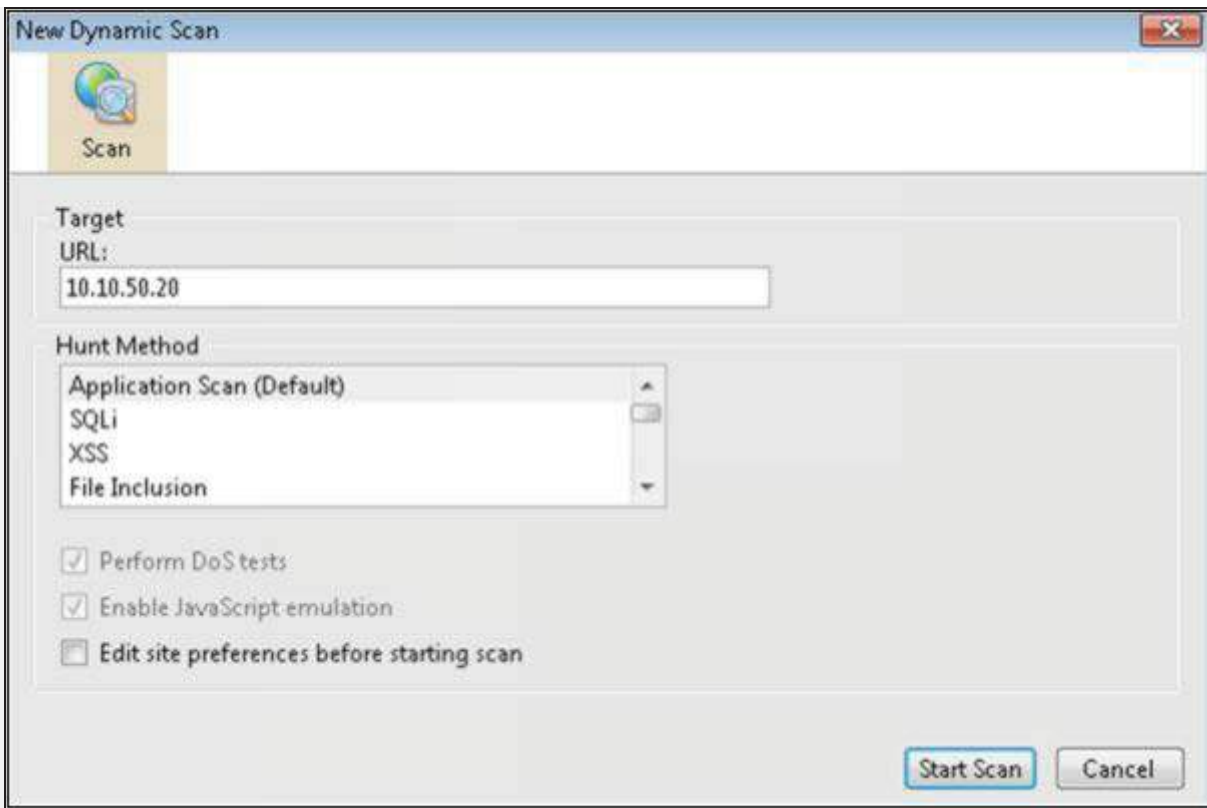 New Dynamic Scan
Scan
Target
URL:
10.10.50.20
Hunt Method
Application Scan (Default)
SQLi
XSS
File Inclusion
Perform DoS tests
Enable JavaScript emulation
Edit site preferences before starting scan
Start Scan
Cancel